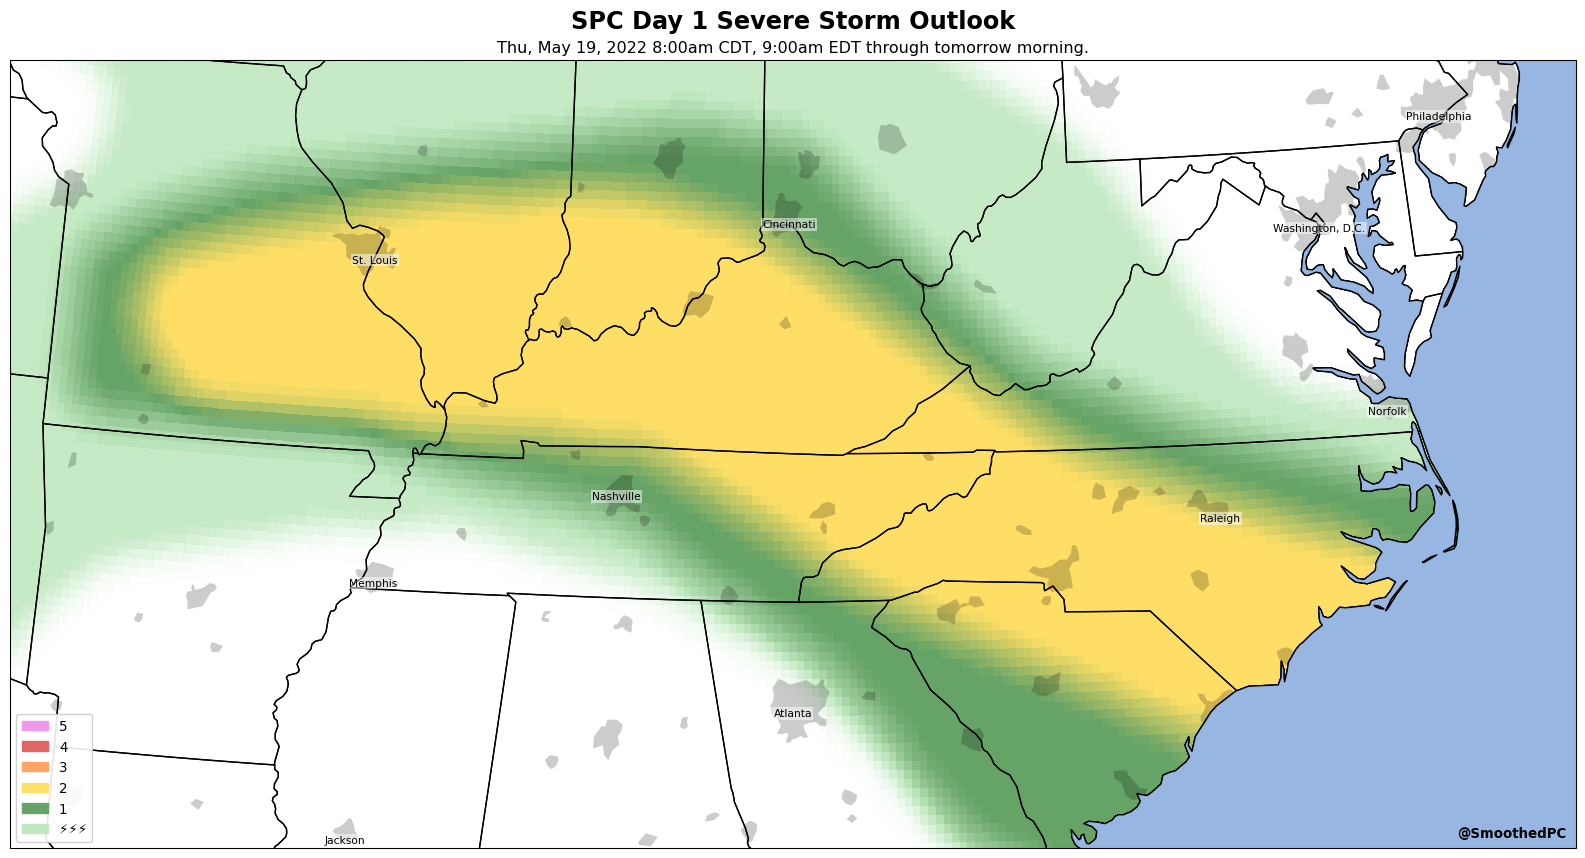 SPC Day 1 Severe Storm Outlook
Thu, May 19, 2022 8:00am CDT, 9:00am EDT through tomorrow morning.
Philadelphia
Cincinnati
Washington, D.C.
St. Louis
Norfolk
Nashville
Raleigh
Memphis
Atlanta
5
4
3
2
1
⚡⚡⚡
Jackson
@SmoothedPC